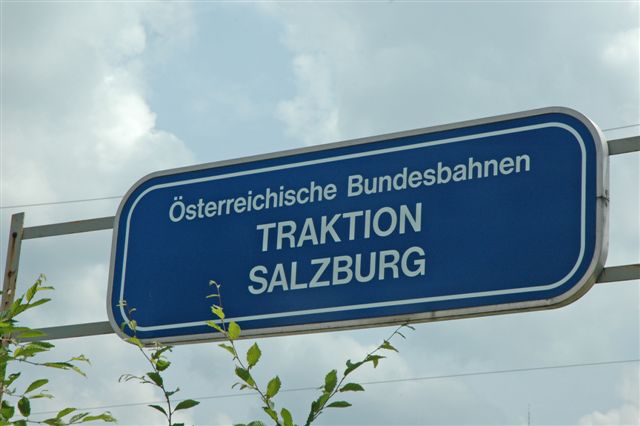 Österreichische Bundesbahnen
TRAKTION
SALZBURG